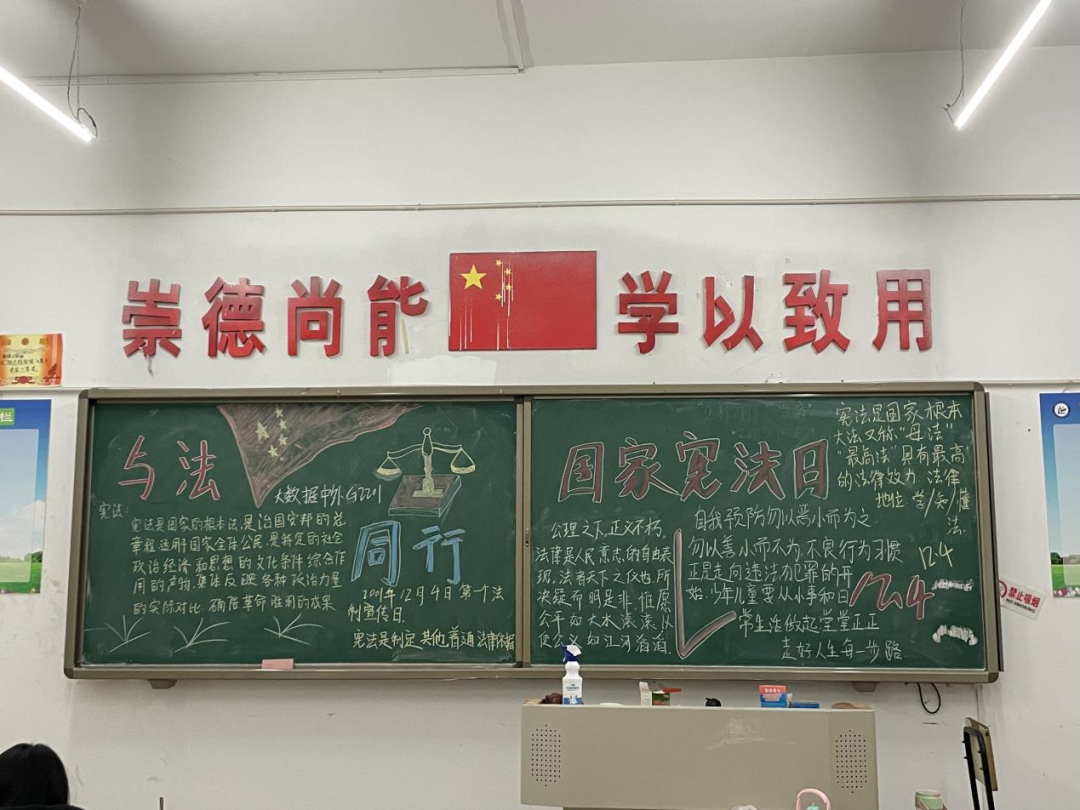 崇德尚能
学以致用
栏
与法
大数据中外G2201
同行
宪法:
宪法是国家的根本法,是治国安邦的总
章程适用于国家全体公民,是特定的社会
政治经济和思想的文化条件综合作
用的产物,集体反映各种政治力量
的实际对比,确信革命胜利的成果
2001年12月4日第一个法
制宣传日.
宪法是制定其他普通法律依据
国家宪法日
宪法是国家根本
大法又称"母法"
"最高法"具有最高
的法律效力 法律
地位 学/知/懂
法.
12.4
公理之下,正义不朽,
法律是人民意志的自由表
现,法者天下之仪也,所
决疑而明是非,但愿
公平如大水滚滚,以
使公义如江河滔滔.
自我预防勿以恶小而为之
勿以善小而不为,不良行为习惯
正是走向违法犯罪的开
始,少年儿童要从小事和日
常生活做起堂堂正正
走好人生每一步路
12.4
禁止吸烟